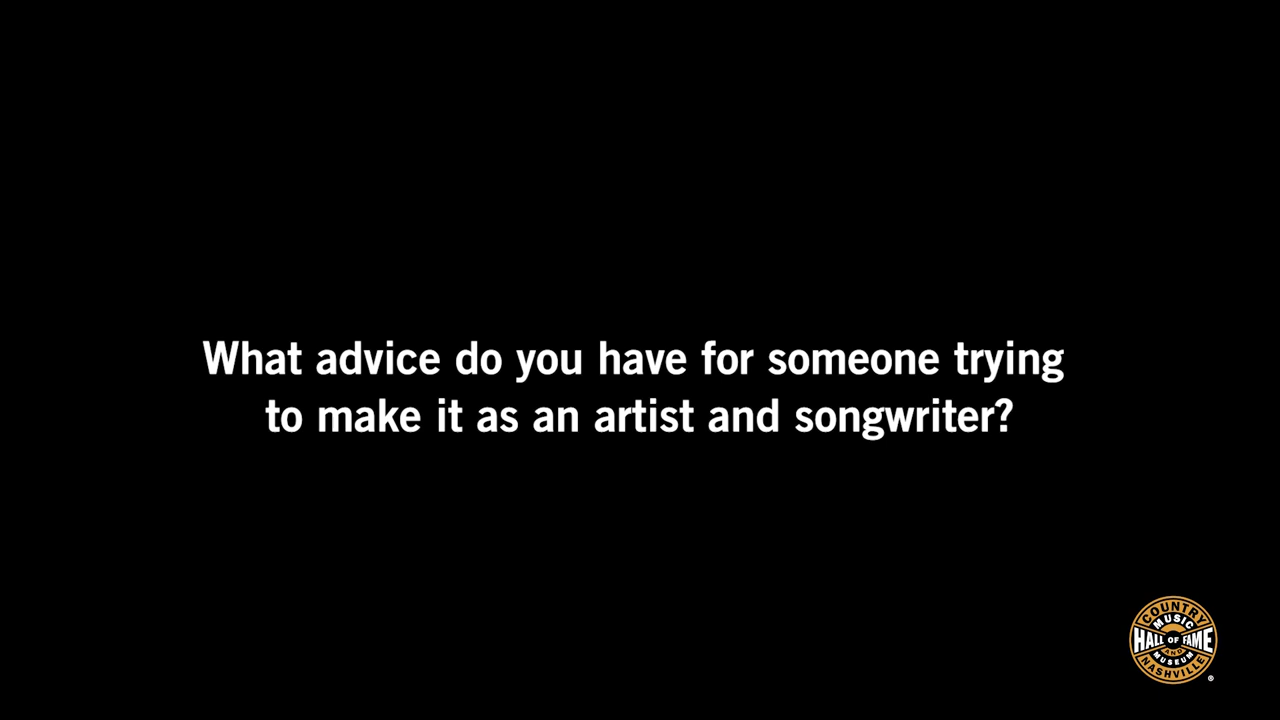 What advice do you have for someone trying
to make it as an artist and songwriter?
COUNTRY
MUSIC
HALL OF FAME
AND
MUSEUM
NASHVILLE
®